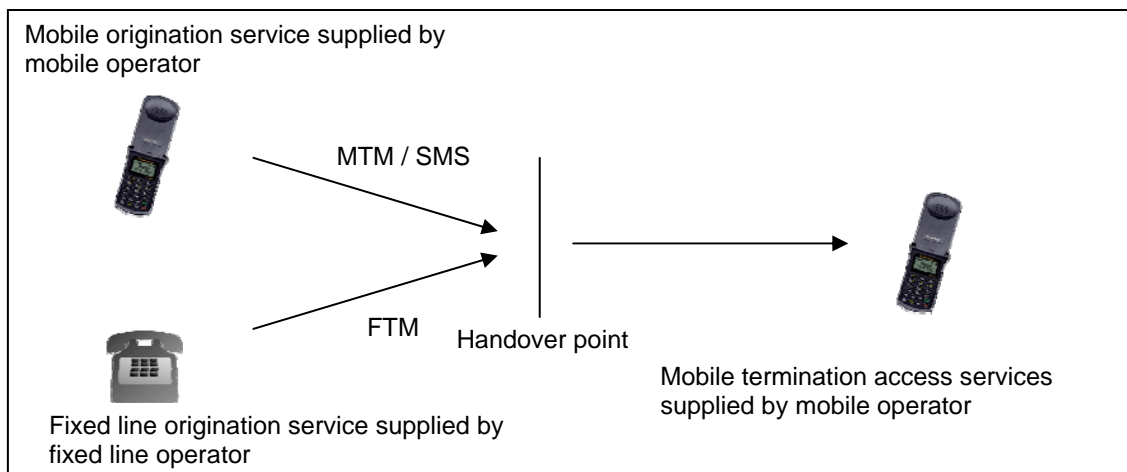 Mobile origination service supplied by
mobile operator
MTM / SMS
FTM
Handover point
Mobile termination access services
supplied by mobile operator
Fixed line origination service supplied by
fixed line operator